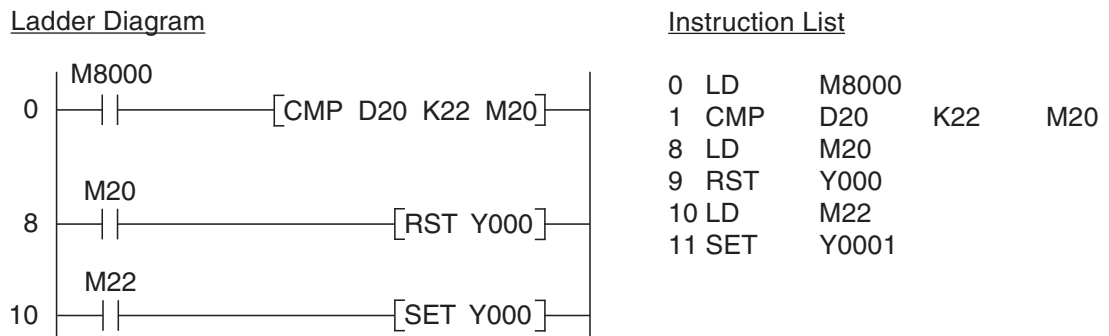 Ladder Diagram
M8000
0 CMP D20 K22 M20
M20
8 RST Y000
M22
10 SET Y000
Instruction List
0 LD M8000
1 CMP D20 K22 M20
8 LD M20
9 RST Y000
10 LD M22
11 SET Y0001